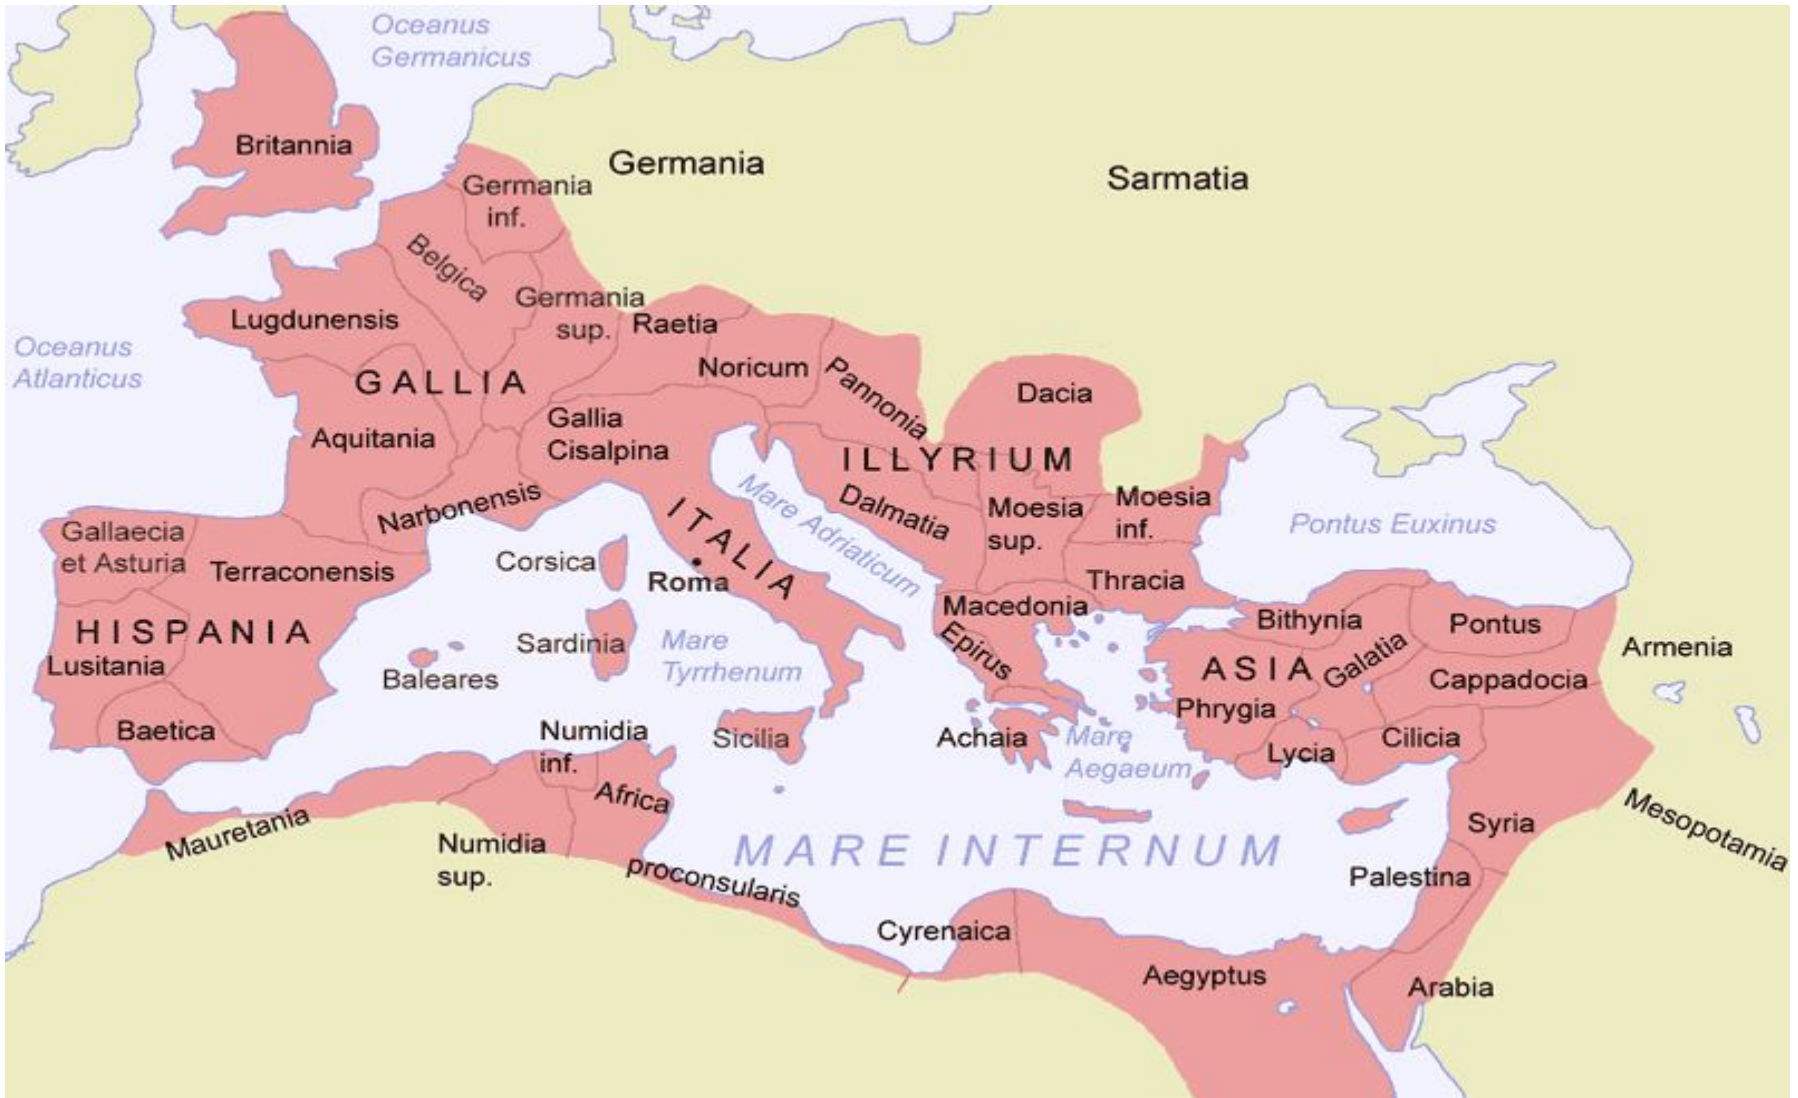 Oceanus
Germanicus
Britannia
Germania
Sarmatia
Germania
inf.
Belgica
Germania
sup.
Lugdunensis
Raetia
Oceanus
Atlanticus
Noricum
Pannonia
GALLIA
Dacia
Gallia
Cisalpina
Aquitania
ILLYRIUM
Narbonensis
Mare Adriaticum
Dalmatia
Moesia
sup.
Moesia
inf.
Pontus Euxinus
ITALIA
Gallaecia
et Asturia
Terraconensis
Corsica
Roma
Thracia
Macedonia
Bithynia
Pontus
HISPANIA
Lusitania
Sardinia
Mare
Tyrrhenum
Epirus
ASIA
Galatia
Armenia
Baleares
Cappadocia
Phrygia
Baetica
Numidia
inf.
Sicilia
Achaia
Mare
Aegaeum
Lycia
Cilicia
Africa
Mauretania
Numidia
sup.
MARE INTERNUM
Syria
Mesopotamia
proconsularis
Palestina
Cyrenaica
Aegyptus
Arabia